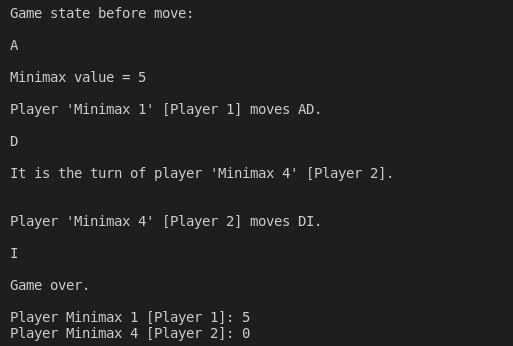 Game state before move:
A
Minimax value = 5
Player 'Minimax 1' [Player 1] moves AD.
D
It is the turn of player 'Minimax 4' [Player 2].
Player 'Minimax 4' [Player 2] moves DI.
I
Game over.
Player Minimax 1 [Player 1]: 5
Player Minimax 4 [Player 2]: 0